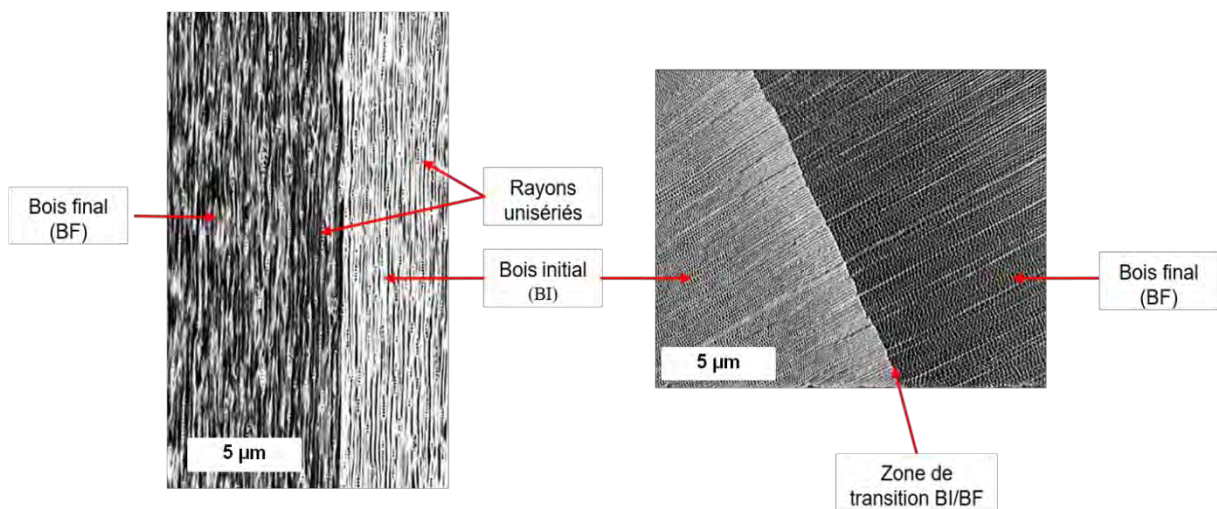 Bois final
(BF)
Rayons
unisériés
Bois initial
(BI)
Bois final
(BF)
5 µm
5 µm
Zone de
transition BI/BF